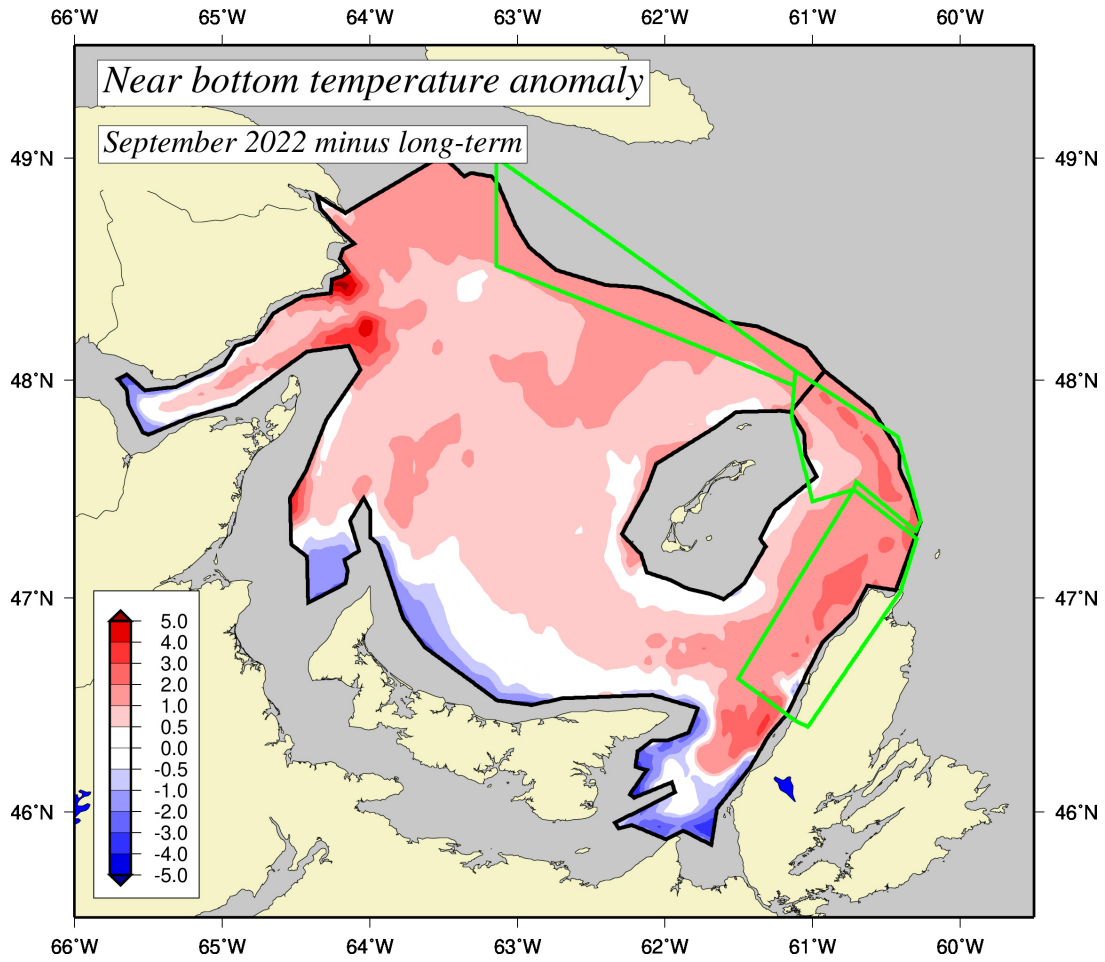 66°W 65°W 64°W 63°W 62°W 61°W 60°W
Near bottom temperature anomaly
September 2022 minus long-term
49°N 49°N
48°N 48°N
47°N 47°N
5.0
4.0
3.0
2.0
1.0
0.5
0.0
-0.5
-1.0
-2.0
-3.0
-4.0
-5.0
46°N 46°N
66°W 65°W 64°W 63°W 62°W 61°W 60°W